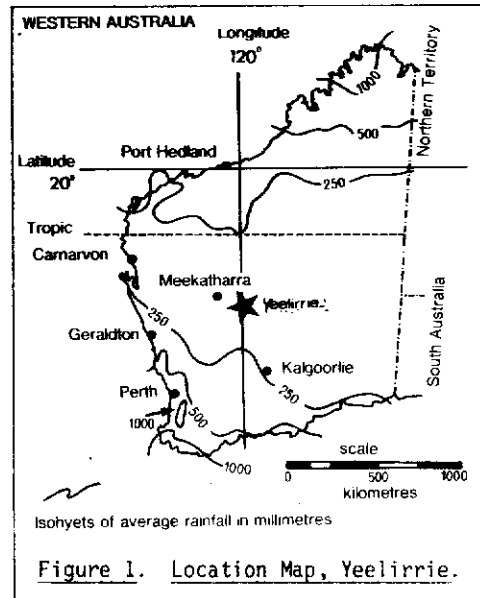 WESTERN AUSTRALIA
Longitude
120°
1000
500
Northern Territory
Port Hedland
Latitude
20°
250
Tropic
Carnarvon
Meekatharra
Yeelirrie
South Australia
250
Geraldton
Kalgoorlie
250
Perth
500
1000
1000
scale
0 500 1000
kilometres
Isohyets of average rainfall in millimetres
Figure 1. Location Map, Yeelirrie.